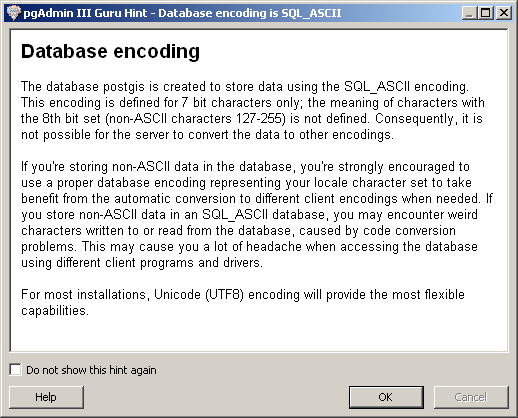 pgAdmin III Guru Hint - Database encoding is SQL_ASCII
Database encoding
The database postgis is created to store data using the SQL_ASCII encoding.
This encoding is defined for 7 bit characters only; the meaning of characters with
the 8th bit set (non-ASCII characters 127-255) is not defined. Consequently, it is
not possible for the server to convert the data to other encodings.
If you're storing non-ASCII data in the database, you're strongly encouraged to
use a proper database encoding representing your locale character set to take
benefit from the automatic conversion to different client encodings when needed. If
you store non-ASCII data in an SQL_ASCII database, you may encounter weird
characters written to or read from the database, caused by code conversion
problems. This may cause you a lot of headache when accessing the database
using different client programs and drivers.
For most installations, Unicode (UTF8) encoding will provide the most flexible
capabilities.
Do not show this hint again
Help
OK
Cancel